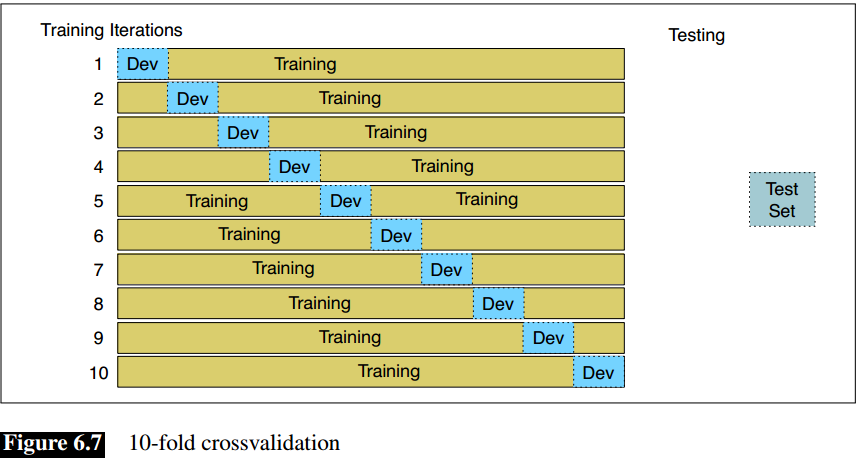 Training Iterations
Testing
1 Dev Training
2 Dev Training
3 Dev Training
4 Dev Training
5 Training Dev Training
6 Training Dev
7 Training Dev
8 Training Dev
9 Training Dev
10 Training Dev
Test
Set
Figure 6.7 10-fold crossvalidation